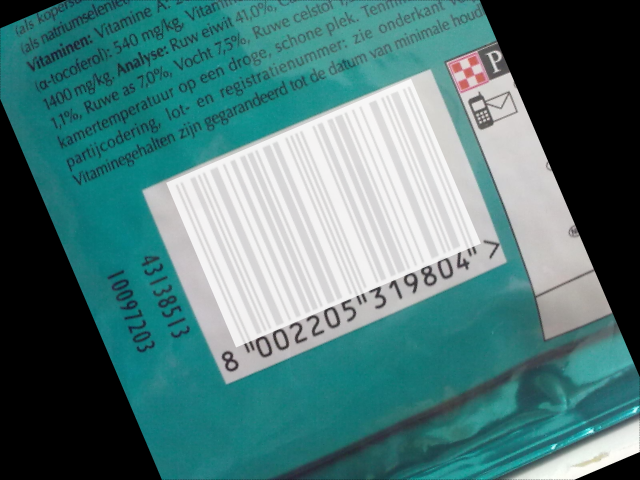 (als natriumselenie
Vitaminen: Vitamine A:
(α-tocoferol): 540 mg/kg, Vitamin
1400 mg/kg. Analyse: Ruw eiwit 41,0%,
1,1%, Ruwe as 7,0%, Vocht 7,5%, Ruwe celstof
kamertemperatuur op een droge, schone plek.
partijcodering, lot- en registratienummer: zie onderkant
Vitaminegehalten zijn gegarandeerd tot de datum van minimale houd
P
43138513
10097203
8 "002205"319804" >